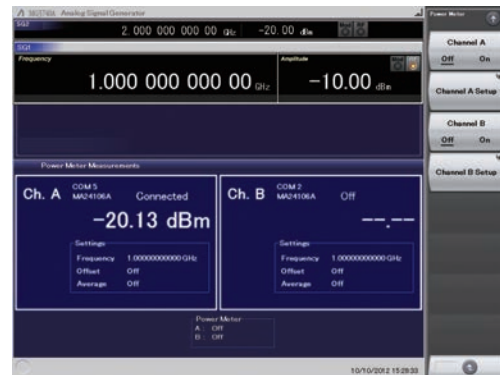 MG3740A Analog Signal Generator
SG2 2. 000 000 000 00 GHz -20. 00 dBm
SG1
Frequency Amplitude
1.000 000 000 00 GHz -10.00 dBm
Power Meter Measurements
Ch. A COM 5 MA24106A Connected
-20.13 dBm
Settings
Frequency 1.00000000000 GHz
Offset Off
Average Off
Ch. B COM 2 MA24106A Off
--.--
Settings
Frequency 1.00000000000 GHz
Offset Off
Average Off
Power Meter
A : Off
B : Off
10/10/2012 15:28:33
Power Meter
Channel A
Off On
Channel A Setup
Channel B
Off On
Channel B Setup